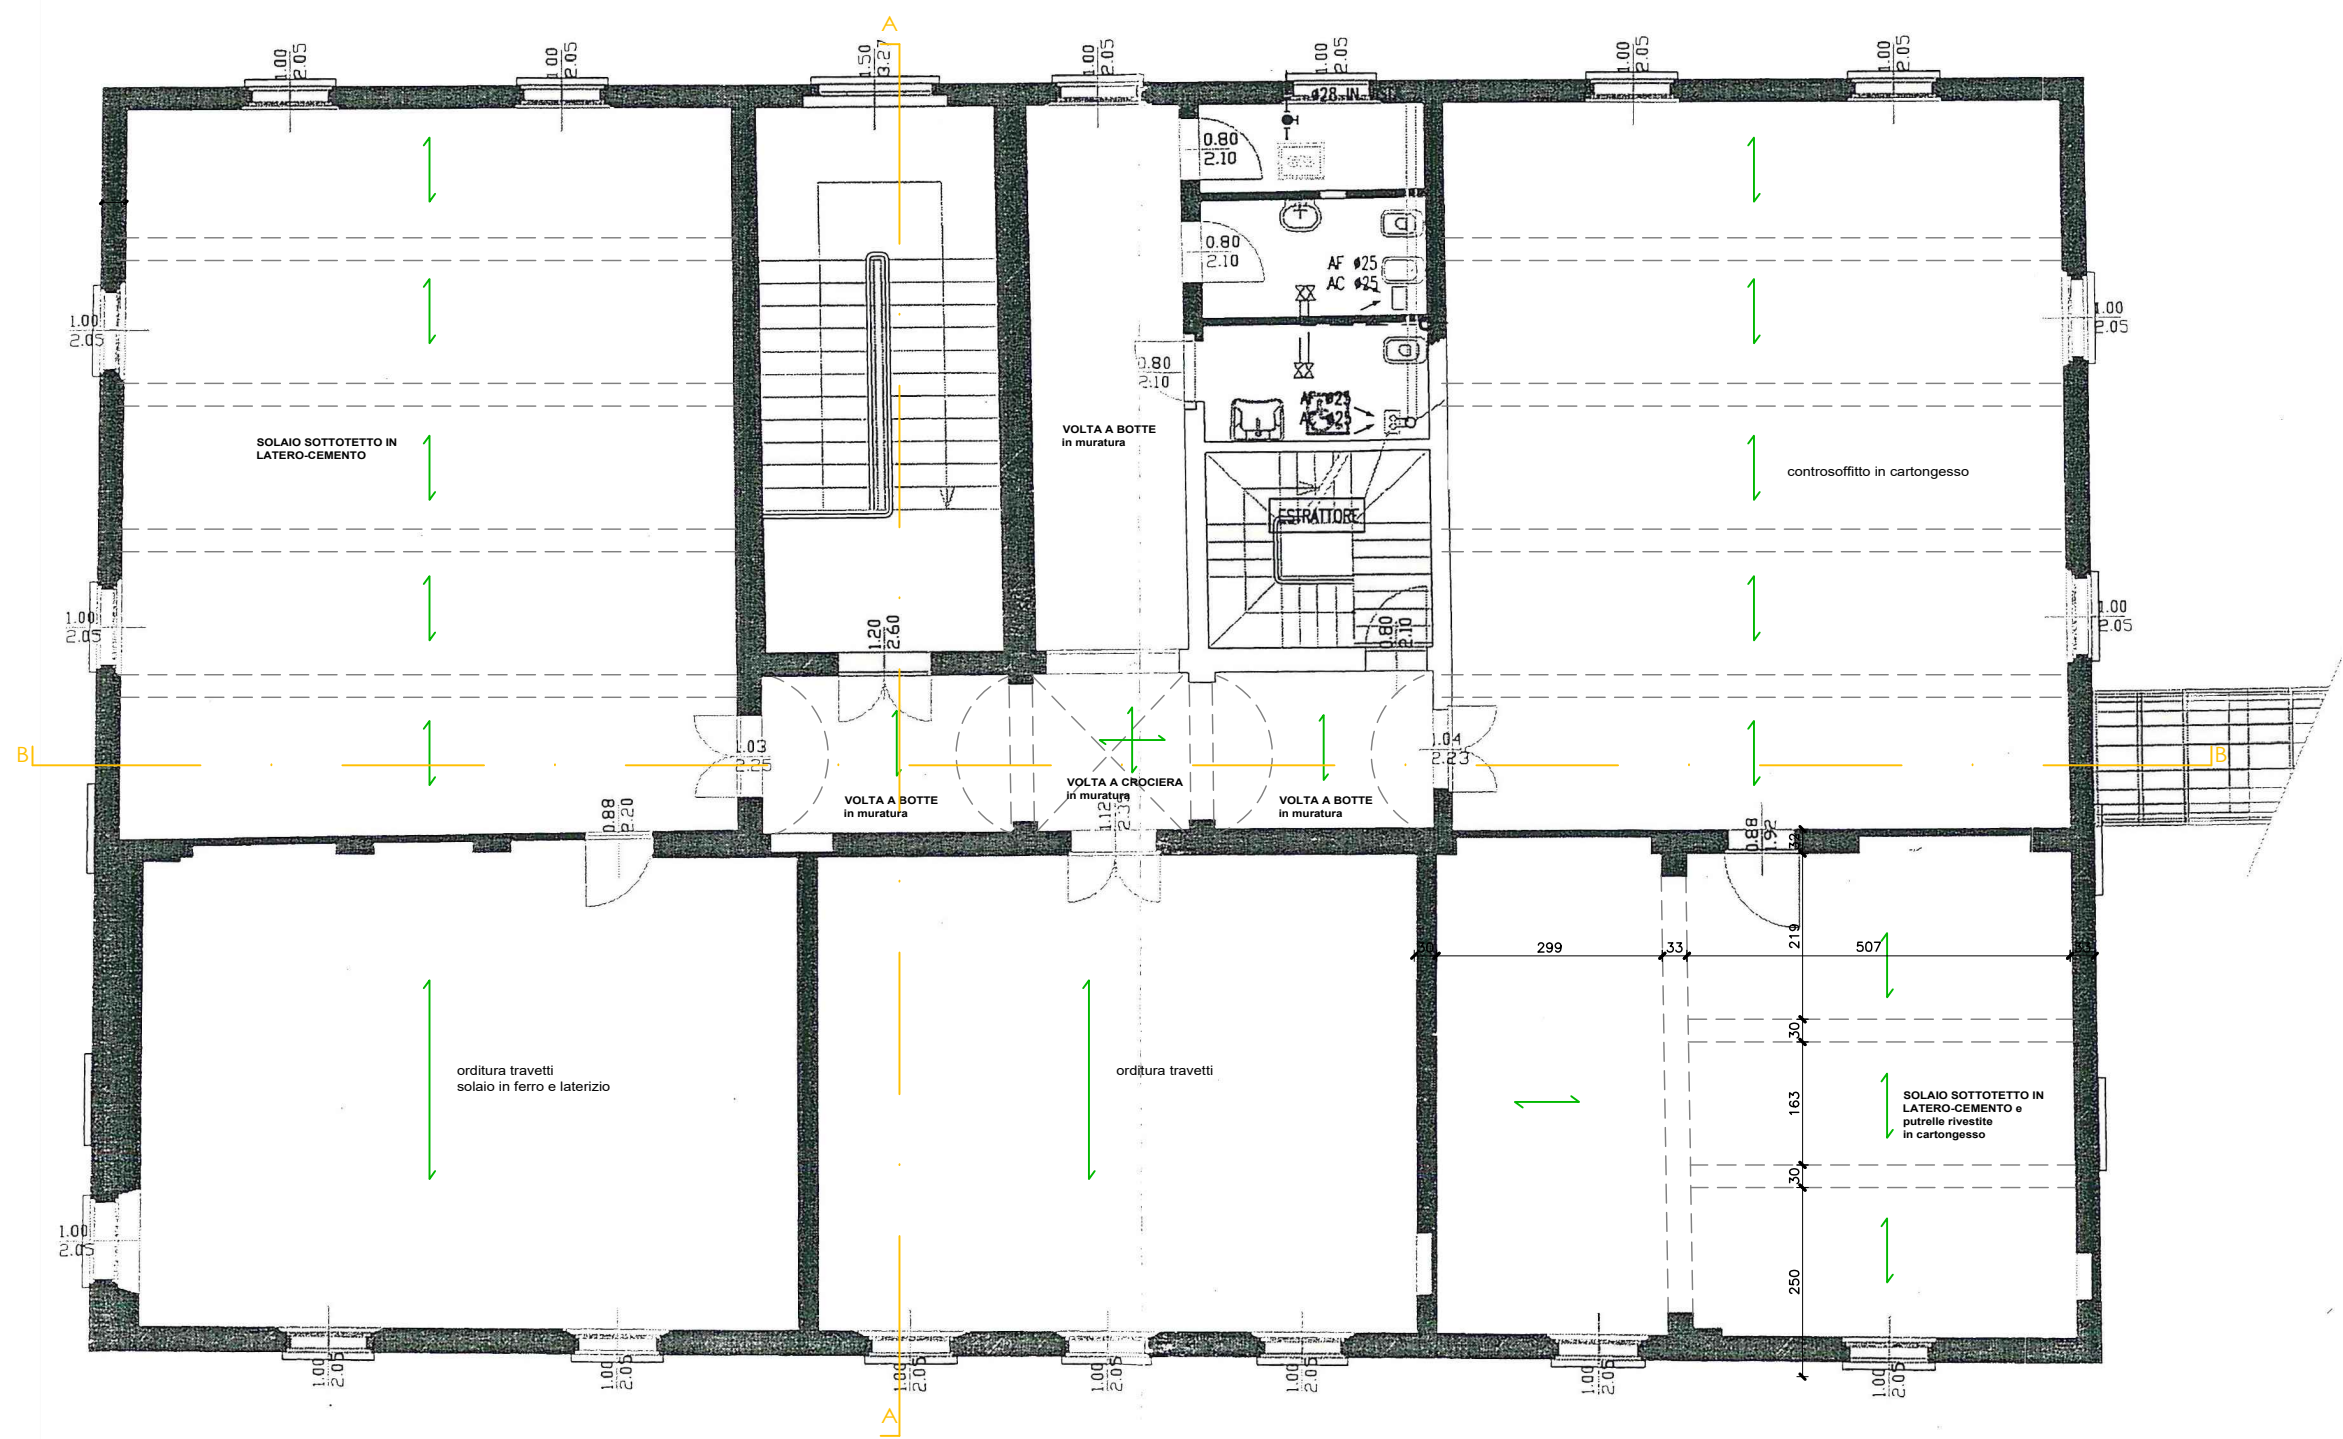 A
1.00
2.05
1.00
2.05
1.50
3.27
1.00
2.05
1.00
2.05
1.00
2.05
1.00
2.05
ø28 IN
0.80
2.10
0.80
2.10
AF ø25
AC ø25
1.00
2.05
1.00
2.05
0.80
2.10
AF ø25
AC ø25
SOLAIO SOTTOTETTO IN
LATERO-CEMENTO
VOLTA A BOTTE
in muratura
controsoffitto in cartongesso
ESTRATTORE
1.00
2.05
1.20
2.60
0.80
2.10
1.00
2.05
B
1.03
2.25
1.04
2.23
B
VOLTA A CROCIERA
in muratura
VOLTA A BOTTE
in muratura
VOLTA A BOTTE
in muratura
0.88
2.20
0.88
1.92
299
33
507
219
30
163
30
250
orditura travetti
solaio in ferro e laterizio
orditura travetti
SOLAIO SOTTOTETTO IN
LATERO-CEMENTO e
putrelle rivestite
in cartongesso
1.00
2.05
1.00
2.05
1.00
2.05
1.00
2.05
1.00
2.05
1.00
2.05
1.00
2.05
1.00
2.05
A